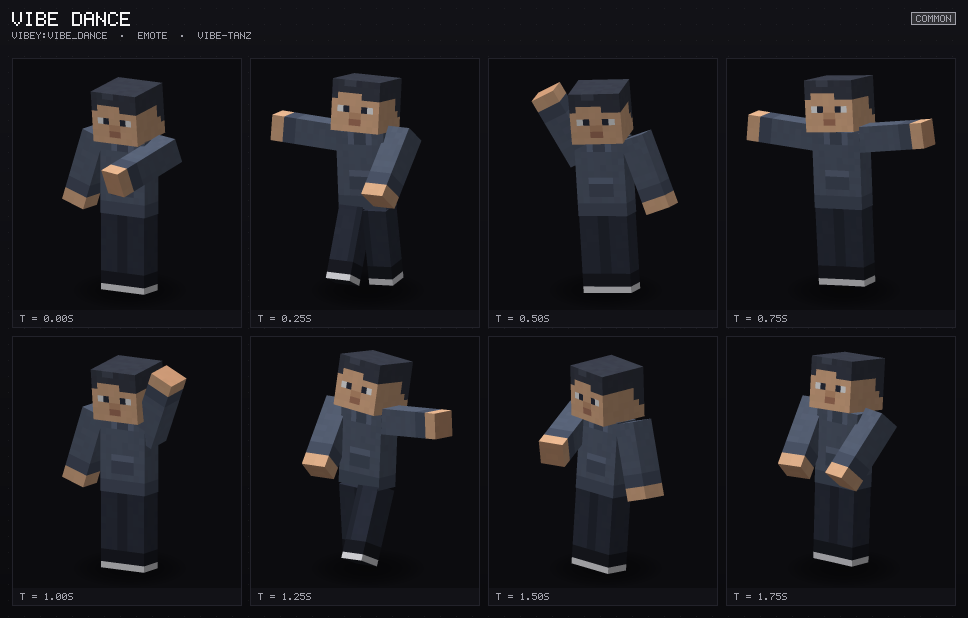 VIBE DANCE
COMMON
VIBEY:VIBE_DANCE • EMOTE • VIBE-TANZ
T = 0.00S
T = 0.25S
T = 0.50S
T = 0.75S
T = 1.00S
T = 1.25S
T = 1.50S
T = 1.75S